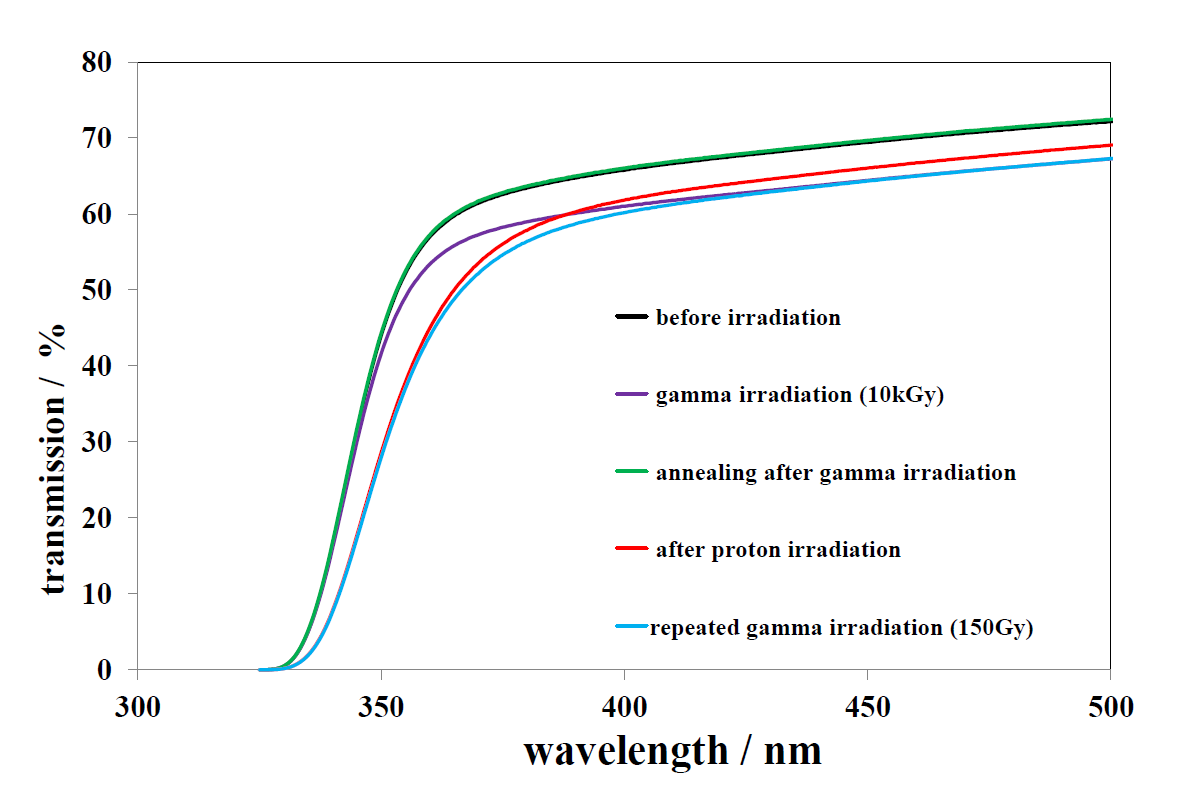 80
70
60
50
40
30
20
10
0
transmission / %
before irradiation
gamma irradiation (10kGy)
annealing after gamma irradiation
after proton irradiation
repeated gamma irradiation (150Gy)
300 350 400 450 500
wavelength / nm